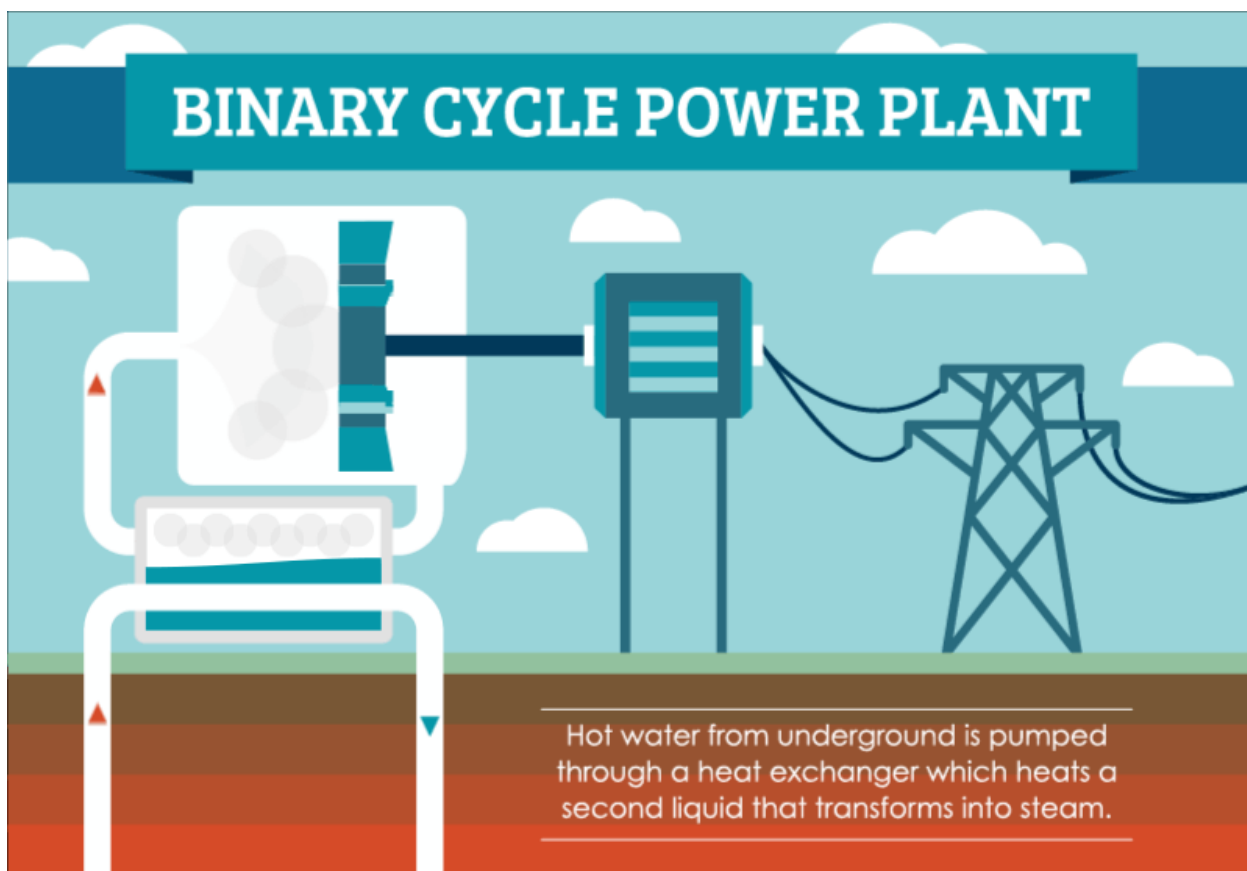 BINARY CYCLE POWER PLANT
Hot water from underground is pumped
through a heat exchanger which heats a
second liquid that transforms into steam.